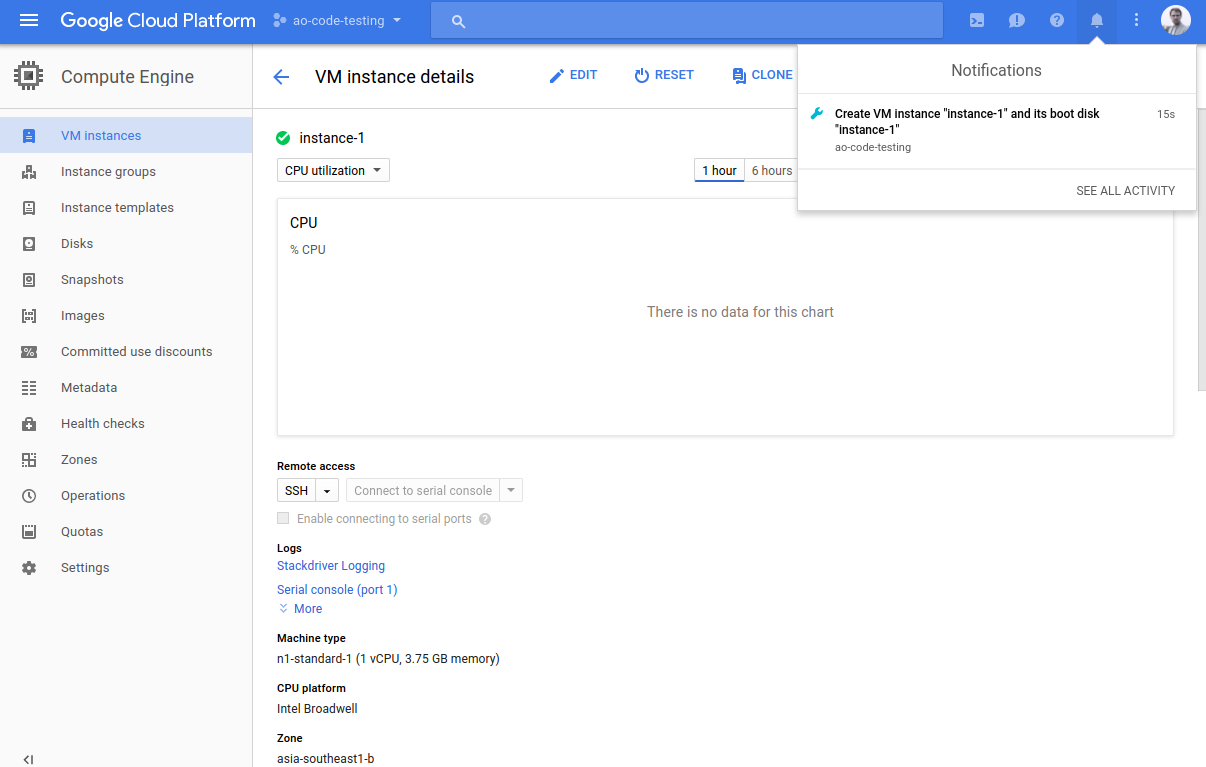 Google Cloud Platform
ao-code-testing
Compute Engine
VM instances
Instance groups
Instance templates
Disks
Snapshots
Images
Committed use discounts
Metadata
Health checks
Zones
Operations
Quotas
Settings
VM instance details
EDIT
RESET
CLONE
Notifications
Create VM instance "instance-1" and its boot disk
"instance-1"
15s
ao-code-testing
SEE ALL ACTIVITY
instance-1
CPU utilization
1 hour
6 hours
CPU
% CPU
There is no data for this chart
Remote access
SSH
Connect to serial console
Enable connecting to serial ports
Logs
Stackdriver Logging
Serial console (port 1)
More
Machine type
n1-standard-1 (1 vCPU, 3.75 GB memory)
CPU platform
Intel Broadwell
Zone
asia-southeast1-b